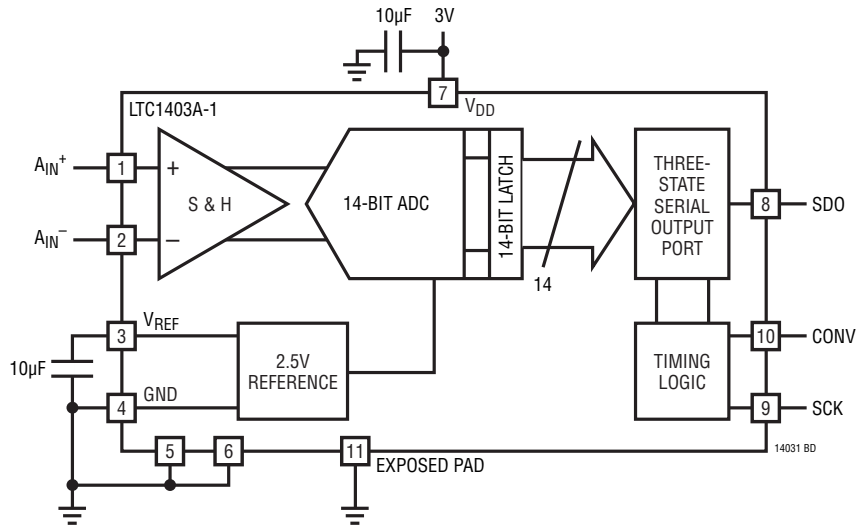 10µF 3V
7
LTC1403A-1
VDD
AIN+
1
+
S & H
14-BIT ADC
14-BIT LATCH
14
THREE-
STATE
SERIAL
OUTPUT
PORT
8
SDO
AIN–
2
–
3
VREF
10µF
2.5V
REFERENCE
4
GND
TIMING
LOGIC
10
CONV
9
SCK
5
6
11
EXPOSED PAD
14031 BD